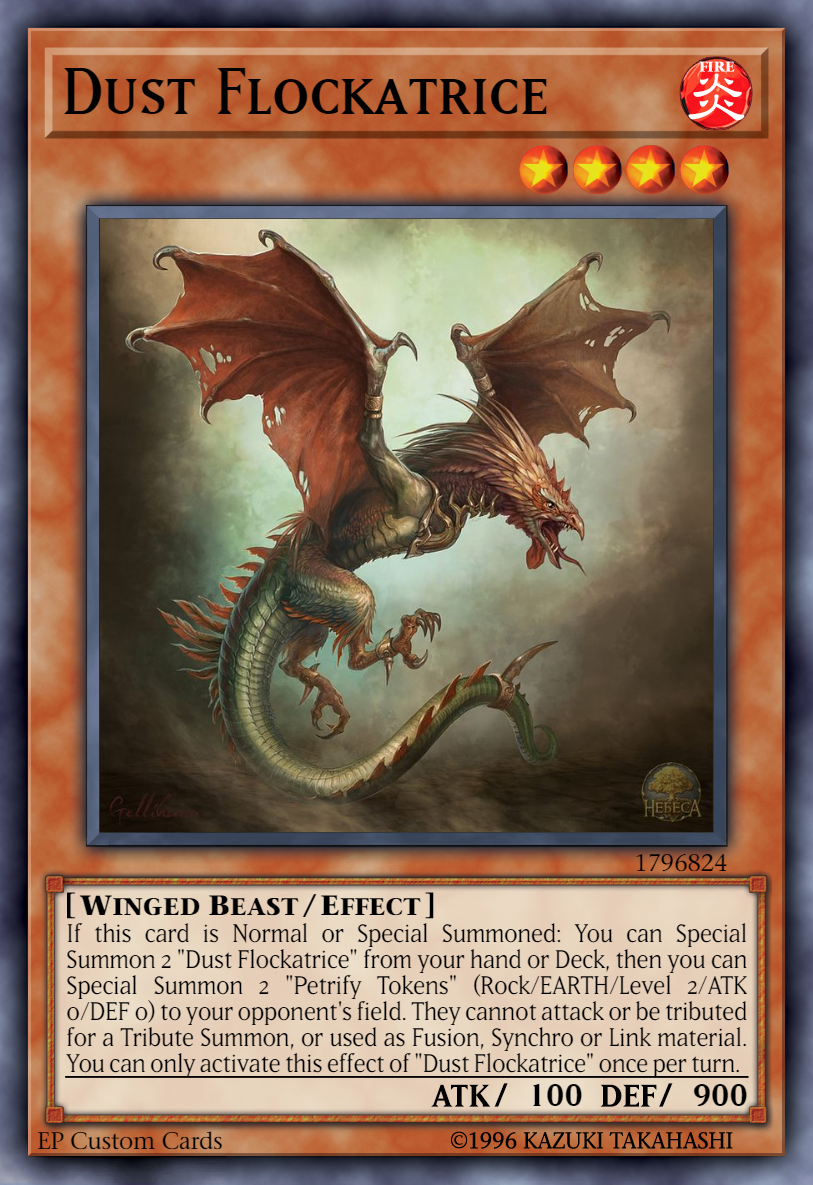 Dust Flockatrice
FIRE
炎
HEBECA
1796824
[Winged Beast/Effect]
If this card is Normal or Special Summoned: You can Special
Summon 2 "Dust Flockatrice" from your hand or Deck, then you can
Special Summon 2 "Petrify Tokens" (Rock/EARTH/Level 2/ATK
0/DEF 0) to your opponent's field. They cannot attack or be tributed
for a Tribute Summon, or used as Fusion, Synchro or Link material.
You can only activate this effect of "Dust Flockatrice" once per turn.
ATK/ 100 DEF/ 900
EP Custom Cards
©1996 KAZUKI TAKAHASHI